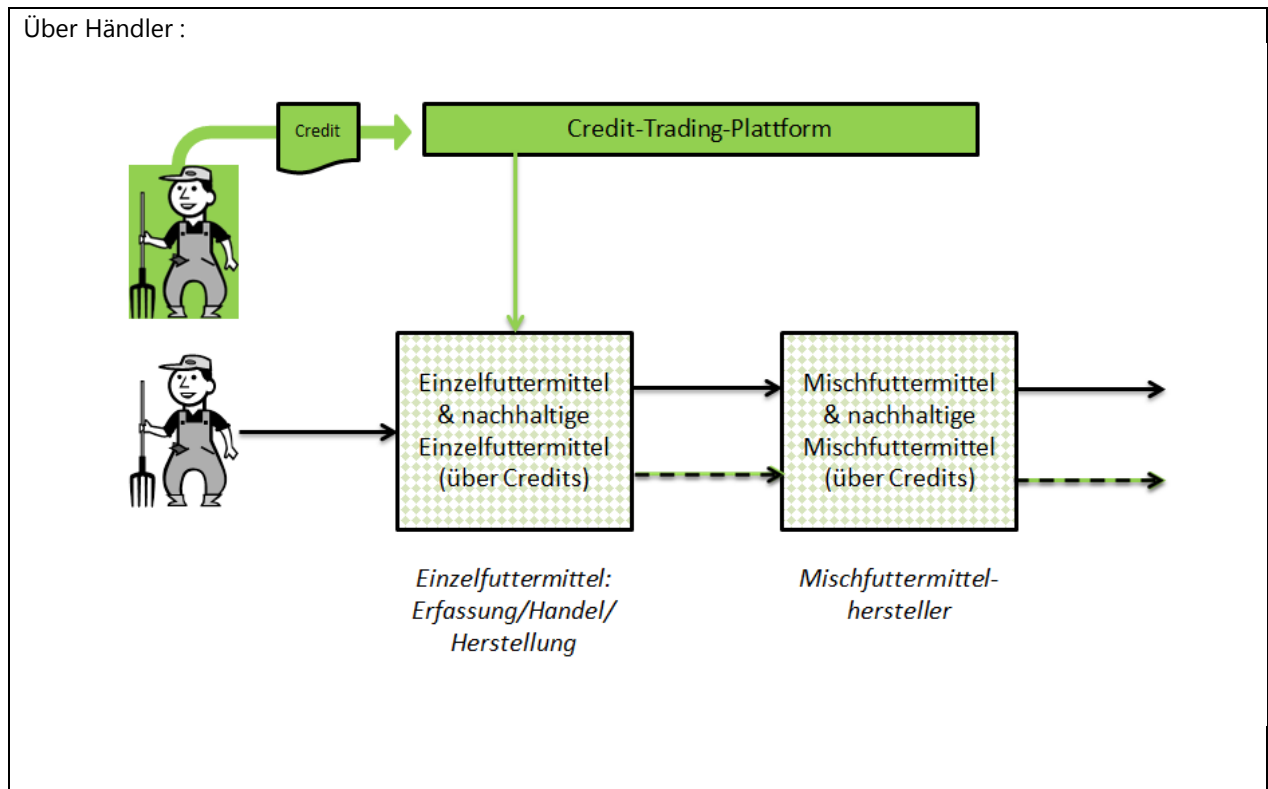 Über Händler :
Credit
Credit-Trading-Plattform
Einzelfuttermittel
& nachhaltige
Einzelfuttermittel
(über Credits)
Mischfuttermittel
& nachhaltige
Mischfuttermittel
(über Credits)
Einzelfuttermittel:
Erfassung/Handel/
Herstellung
Mischfuttermittel-
hersteller